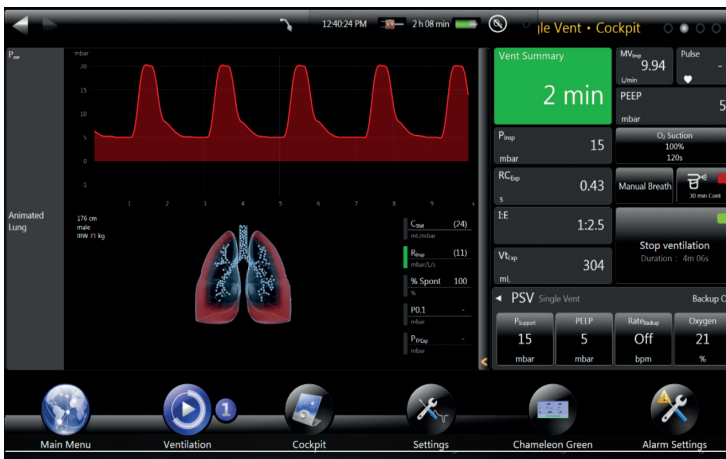 12:40:24 PM
2 h 08 min
gle Vent • Cockpit
Paw
mbar
20
15
10
5
0
-5
1 2 3 4 5 6 7 8 9 s
Animated
Lung
176 cm
male
IBW 71 kg
CStat (24)
mL/mbar
RInsp (11)
mbar/L/s
% Spont 100
%
P0.1 -
mbar
-
mbar
Vent Summary
2 min
MVInsp
9.94
L/min
Pulse
-
PEEP
5
mbar
Pinsp
15
mbar
O₂ Suction
100%
120s
RCExp
0.43
s
Manual Breath
30 min Cont
I:E
1:2.5
VtExp
304
mL
Stop ventilation
Duration : 4m 06s
PSV Single Vent
Backup O
PSupport
15
mbar
PEEP
5
mbar
RateBackup
Off
bpm
Oxygen
21
%
1
Main Menu
Ventilation
Cockpit
Settings
Chameleon Green
Alarm Settings